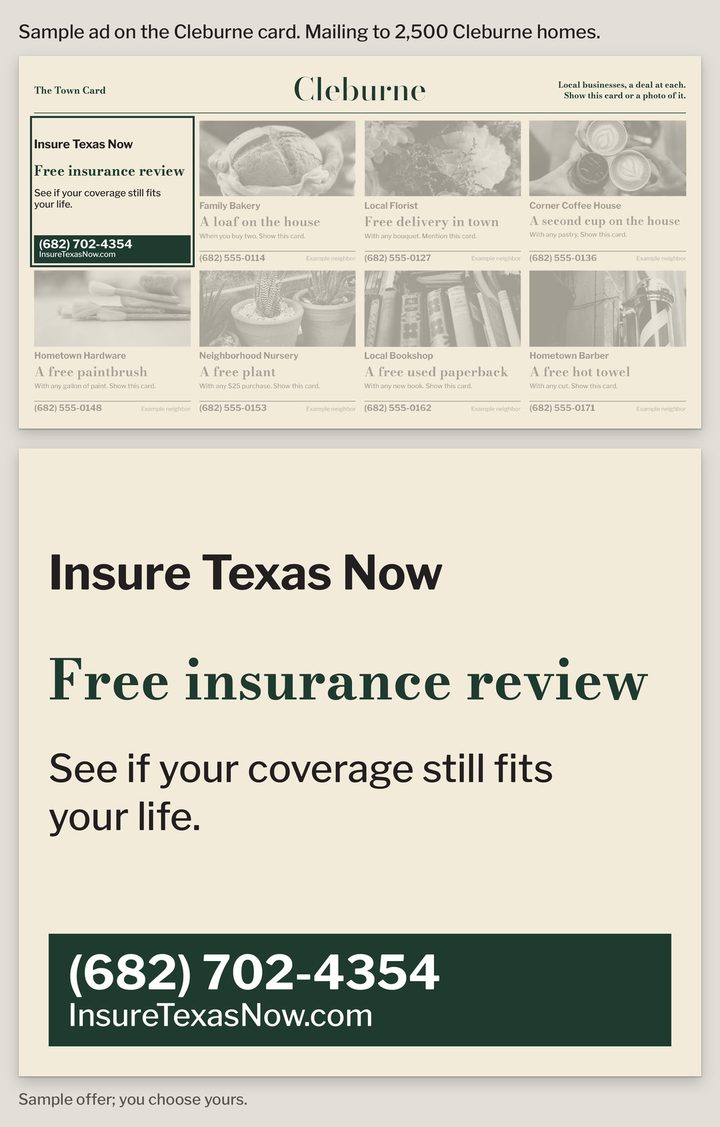 Sample ad on the Cleburne card. Mailing to 2,500 Cleburne homes.
The Town Card
Cleburne
Local businesses, a deal at each.
Show this card or a photo of it.
Insure Texas Now
Free insurance review
See if your coverage still fits
your life.
(682) 702-4354
InsureTexasNow.com
Family Bakery
A loaf on the house
When you buy two. Show this card.
(682) 555-0114
Example neighbor
Local Florist
Free delivery in town
With any bouquet. Mention this card.
(682) 555-0127
Example neighbor
Corner Coffee House
A second cup on the house
With any pastry. Show this card.
(682) 555-0136
Example neighbor
Hometown Hardware
A free paintbrush
With any gallon of paint. Show this card.
(682) 555-0148
Example neighbor
Neighborhood Nursery
A free plant
With any $25 purchase. Show this card.
(682) 555-0153
Example neighbor
Local Bookshop
A free used paperback
With any new book. Show this card.
(682) 555-0162
Example neighbor
Hometown Barber
A free hot towel
With any cut. Show this card.
(682) 555-0171
Example neighbor
Insure Texas Now
Free insurance review
See if your coverage still fits
your life.
(682) 702-4354
InsureTexasNow.com
Sample offer; you choose yours.